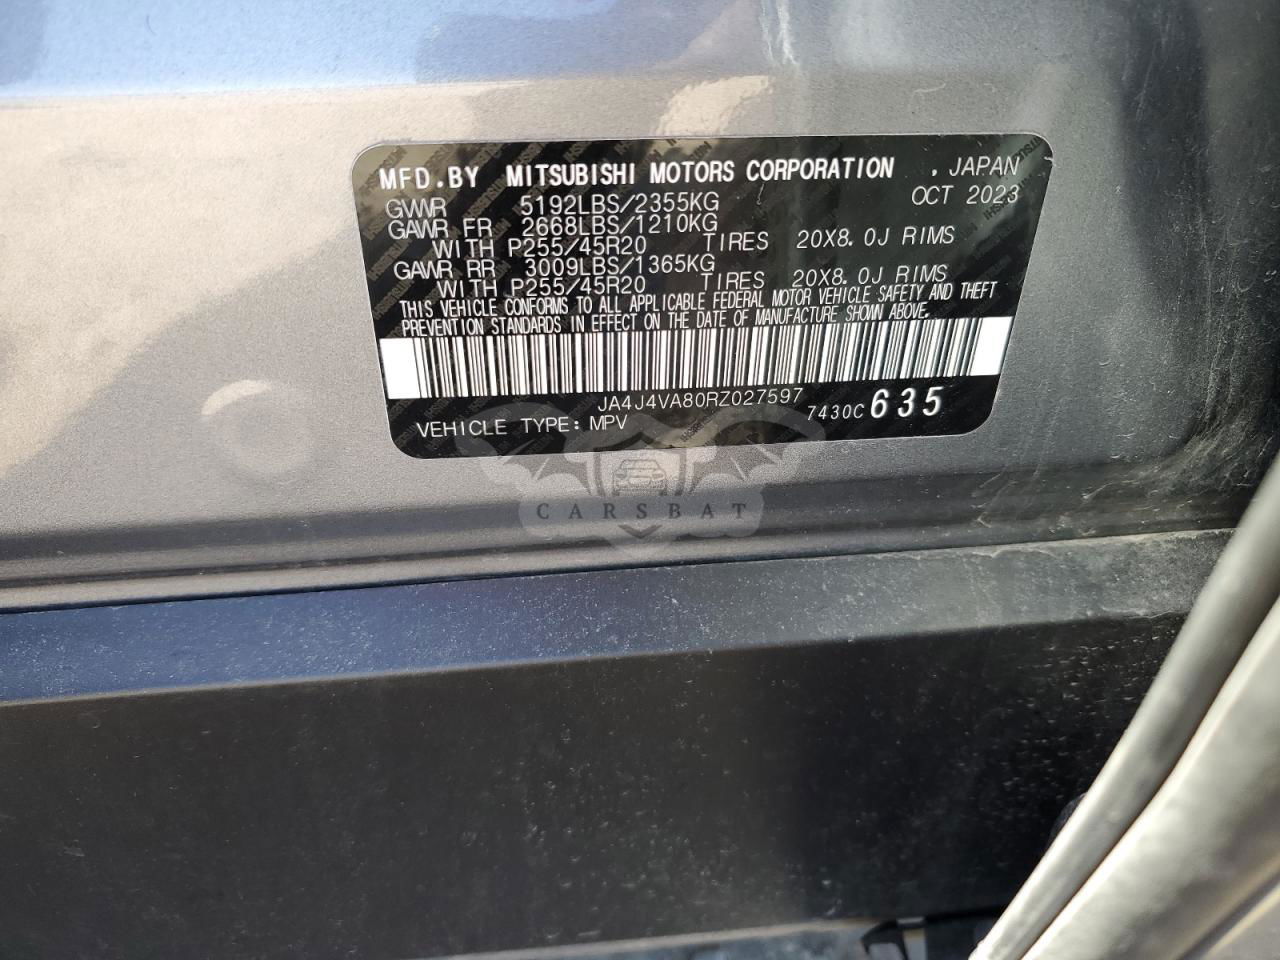 MFD.BY MITSUBISHI MOTORS CORPORATION . JAPAN
GVWR 5192LBS/2355KG OCT 2023
GAWR FR 2668LBS/1210KG
WITH P255/45R20 TIRES 20X8.0J RIMS
GAWR RR 3009LBS/1365KG
WITH P255/45R20 TIRES 20X8.0J RIMS
THIS VEHICLE CONFORMS TO ALL APPLICABLE FEDERAL MOTOR VEHICLE SAFETY AND THEFT
PREVENTION STANDARDS IN EFFECT ON THE DATE OF MANUFACTURE SHOWN ABOVE.
JA4J4VA80RZ027597
7430C 635
VEHICLE TYPE: MPV
CARSBAT